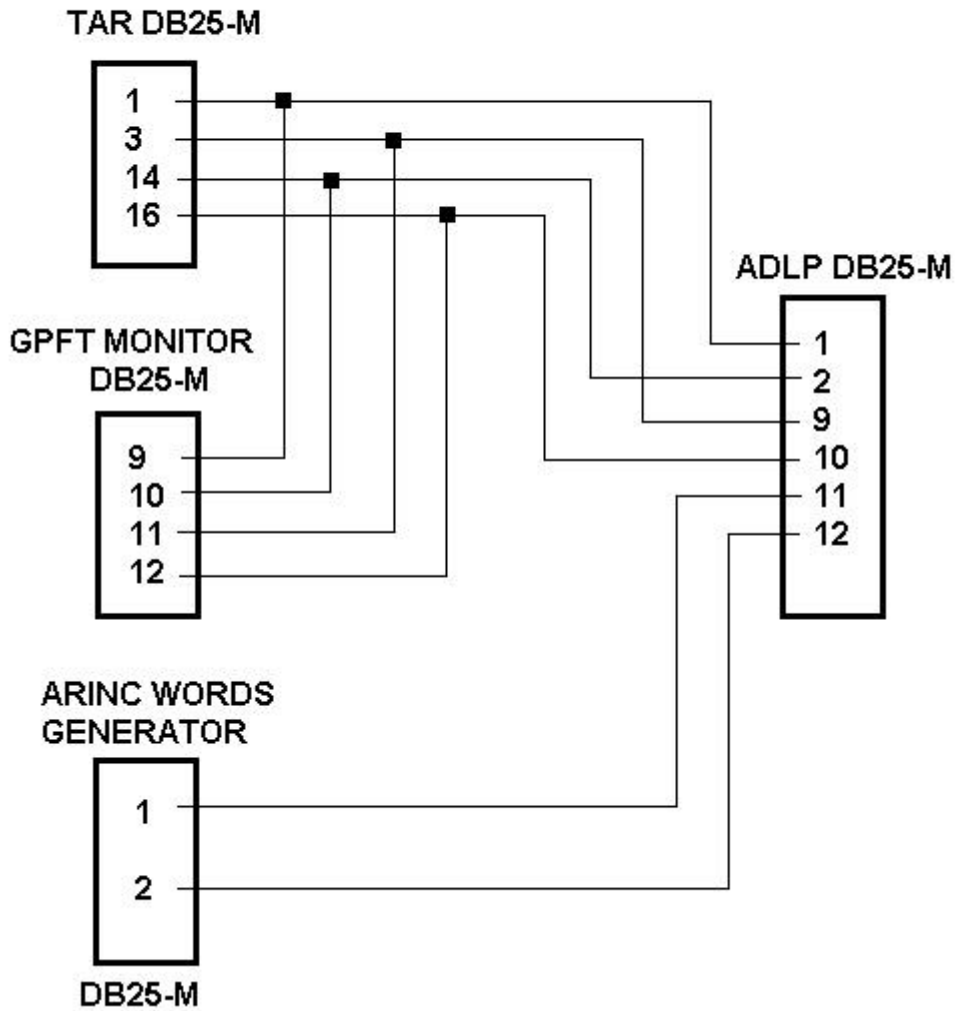 TAR DB25-M
1
3
14
16
ADLP DB25-M
1
2
9
10
11
12
GPFT MONITOR
DB25-M
9
10
11
12
ARINC WORDS
GENERATOR
1
2
DB25-M